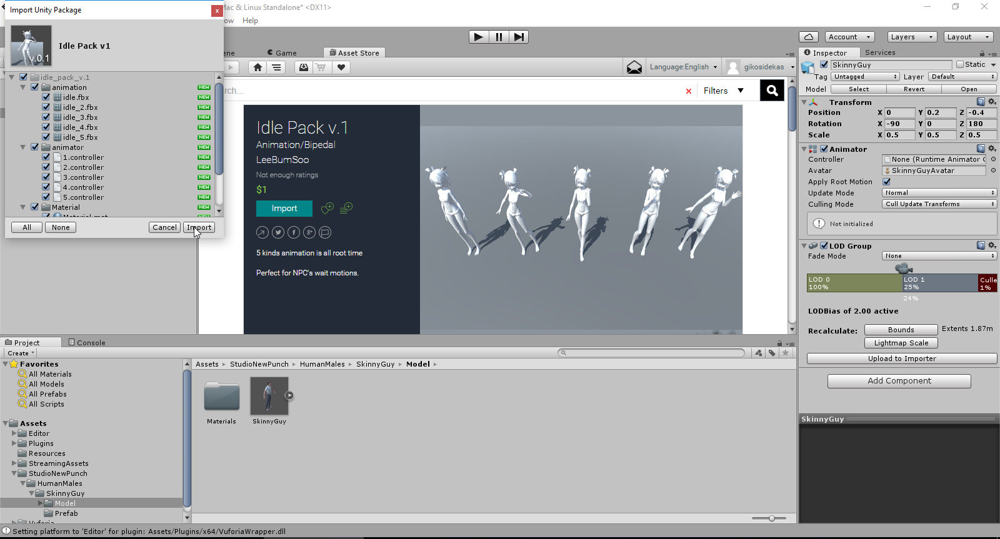 Import Unity Package
x
Mac & Linux Standalone* <DX11>
ow Help
v.0.1
Idle Pack v1
idle_pack_v.1
animation NEW
idle.fbx NEW
idle_2.fbx NEW
idle_3.fbx NEW
idle_4.fbx NEW
idle_5.fbx NEW
animator NEW
1.controller NEW
2.controller NEW
3.controller NEW
4.controller NEW
5.controller NEW
Material NEW
Material.mat NEW
All None Cancel Import
Account Layers Layout
ene Game Asset Store
Language:English gikosidekas
rch... Filters
Idle Pack v.1
Animation/Bipedal
LeeBumSoo
Not enough ratings
$1
Import
5 kinds animation is all root time
Perfect for NPC's wait motions.
Inspector Services
SkinnyGuy Static
Tag Untagged Layer Default
Model Select Revert Open
Transform
Position X 0 Y 0.2 Z -0.4
Rotation X -90 Y 0 Z 180
Scale X 0.5 Y 0.5 Z 0.5
Animator
Controller None (Runtime Animator C
Avatar SkinnyGuyAvatar
Apply Root Motion
Update Mode Normal
Culling Mode Cull Update Transforms
Not initialized
LOD Group
Fade Mode None
LOD 0 LOD 1 Culle
100% 25% 1%
24%
LODBias of 2.00 active
Recalculate: Bounds Extents 1.87m
Lightmap Scale
Upload to Importer
Add Component
SkinnyGuy
Project Console
Create
Favorites
All Materials
All Models
All Prefabs
All Scripts
Assets
Editor
Plugins
Resources
StreamingAssets
StudioNewPunch
HumanMales
SkinnyGuy
Model
Prefab
Vuforia
Assets StudioNewPunch HumanMales SkinnyGuy Model
Materials SkinnyGuy
Setting platform to 'Editor' for plugin: Assets/Plugins/x64/VuforiaWrapper.dll